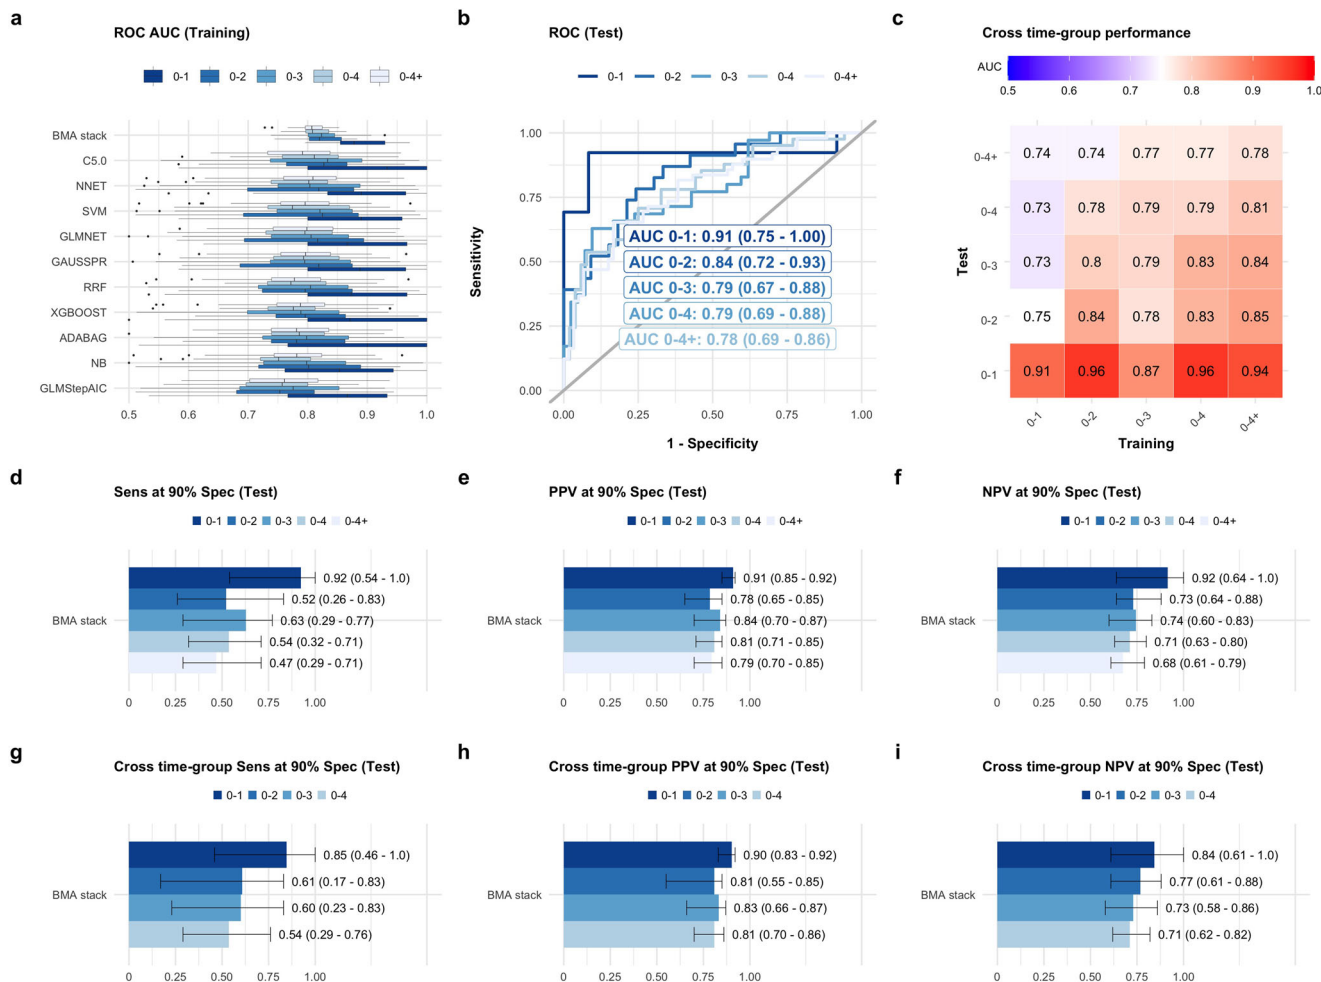 a
ROC AUC (Training)
0-1 0-2 0-3 0-4 0-4+
BMA stack
C5.0
NNET
SVM
GLMNET
GAUSSPR
RRF
XGBOOST
ADABAG
NB
GLMStepAIC
0.5 0.6 0.7 0.8 0.9 1.0
b
ROC (Test)
0-1 0-2 0-3 0-4 0-4+
Sensitivity
1.00
0.75
0.50
0.25
0.00
AUC 0-1: 0.91 (0.75 - 1.00)
AUC 0-2: 0.84 (0.72 - 0.93)
AUC 0-3: 0.79 (0.67 - 0.88)
AUC 0-4: 0.79 (0.69 - 0.88)
AUC 0-4+: 0.78 (0.69 - 0.86)
0.00 0.25 0.50 0.75 1.00
1 - Specificity
c
Cross time-group performance
AUC
0.5 0.6 0.7 0.8 0.9 1.0
Test
0-4+ 0.74 0.74 0.77 0.77 0.78
0-4 0.73 0.78 0.79 0.79 0.81
0-3 0.73 0.8 0.79 0.83 0.84
0-2 0.75 0.84 0.78 0.83 0.85
0-1 0.91 0.96 0.87 0.96 0.94
0-1 0-2 0-3 0-4 0-4+
Training
d
Sens at 90% Spec (Test)
0-1 0-2 0-3 0-4 0-4+
BMA stack
0.92 (0.54 - 1.0)
0.52 (0.26 - 0.83)
0.63 (0.29 - 0.77)
0.54 (0.32 - 0.71)
0.47 (0.29 - 0.71)
0 0.25 0.50 0.75 1.00
e
PPV at 90% Spec (Test)
0-1 0-2 0-3 0-4 0-4+
BMA stack
0.91 (0.85 - 0.92)
0.78 (0.65 - 0.85)
0.84 (0.70 - 0.87)
0.81 (0.71 - 0.85)
0.79 (0.70 - 0.85)
0 0.25 0.50 0.75 1.00
f
NPV at 90% Spec (Test)
0-1 0-2 0-3 0-4 0-4+
BMA stack
0.92 (0.64 - 1.0)
0.73 (0.64 - 0.88)
0.74 (0.60 - 0.83)
0.71 (0.63 - 0.80)
0.68 (0.61 - 0.79)
0 0.25 0.50 0.75 1.00
g
Cross time-group Sens at 90% Spec (Test)
0-1 0-2 0-3 0-4
BMA stack
0.85 (0.46 - 1.0)
0.61 (0.17 - 0.83)
0.60 (0.23 - 0.83)
0.54 (0.29 - 0.76)
0 0.25 0.50 0.75 1.00
h
Cross time-group PPV at 90% Spec (Test)
0-1 0-2 0-3 0-4
BMA stack
0.90 (0.83 - 0.92)
0.81 (0.55 - 0.85)
0.83 (0.66 - 0.87)
0.81 (0.70 - 0.86)
0 0.25 0.50 0.75 1.00
i
Cross time-group NPV at 90% Spec (Test)
0-1 0-2 0-3 0-4
BMA stack
0.84 (0.61 - 1.0)
0.77 (0.61 - 0.88)
0.73 (0.58 - 0.86)
0.71 (0.62 - 0.82)
0 0.25 0.50 0.75 1.00